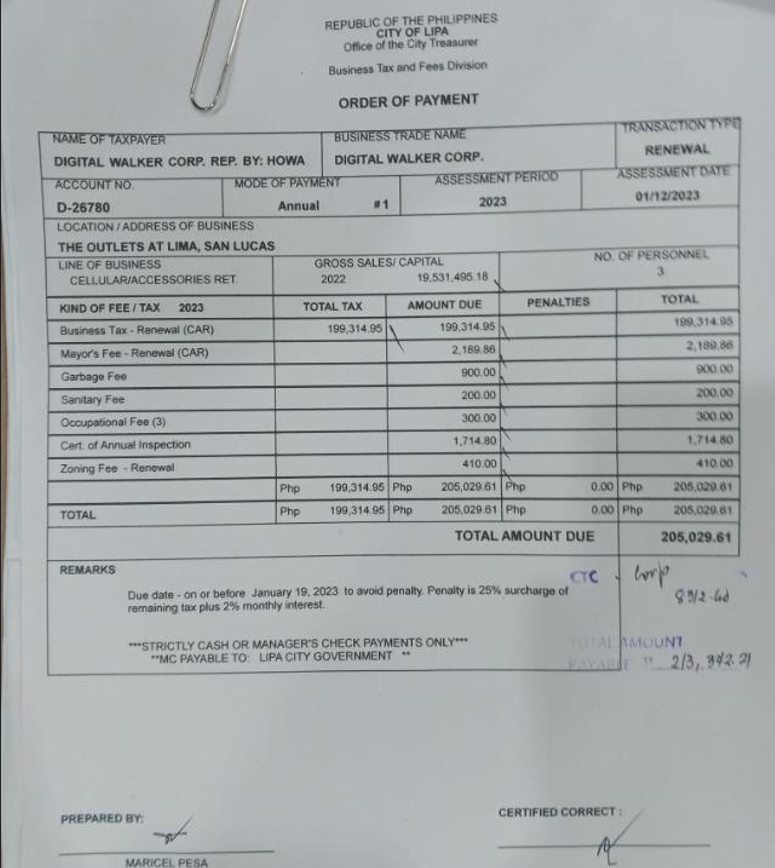 REPUBLIC OF THE PHILIPPINES
CITY OF LIPA
Office of the City Treasurer
Business Tax and Fees Division
ORDER OF PAYMENT
NAME OF TAXPAYER BUSINESS TRADE NAME TRANSACTION TYPE
DIGITAL WALKER CORP. REP. BY: HOWA DIGITAL WALKER CORP. RENEWAL
ACCOUNT NO. MODE OF PAYMENT ASSESSMENT PERIOD ASSESSMENT DATE
D-26780 Annual #1 2023 01/12/2023
LOCATION / ADDRESS OF BUSINESS
THE OUTLETS AT LIMA, SAN LUCAS
LINE OF BUSINESS GROSS SALES/ CAPITAL NO. OF PERSONNEL
CELLULAR/ACCESSORIES RET. 2022 19,531,495.18 3
KIND OF FEE / TAX 2023 TOTAL TAX AMOUNT DUE PENALTIES TOTAL
Business Tax - Renewal (CAR) 199,314.95 199,314.95 199,314.95
Mayor's Fee - Renewal (CAR) 2,189.86 2,189.86
Garbage Fee 900.00 900.00
Sanitary Fee 200.00 200.00
Occupational Fee (3) 300.00 300.00
Cert. of Annual Inspection 1,714.80 1,714.80
Zoning Fee - Renewal 410.00 410.00
Php 199,314.95 Php 205,029.61 Php 0.00 Php 205,029.61
TOTAL Php 199,314.95 Php 205,029.61 Php 0.00 Php 205,029.61
TOTAL AMOUNT DUE 205,029.61
REMARKS
CTC - Corp
Due date - on or before January 19, 2023 to avoid penalty. Penalty is 25% surcharge of
remaining tax plus 2% monthly interest.
***STRICTLY CASH OR MANAGER'S CHECK PAYMENTS ONLY*** TOTAL AMOUNT
**MC PAYABLE TO: LIPA CITY GOVERNMENT ** PAYABLE
PREPARED BY: CERTIFIED CORRECT :
MARICEL PESA